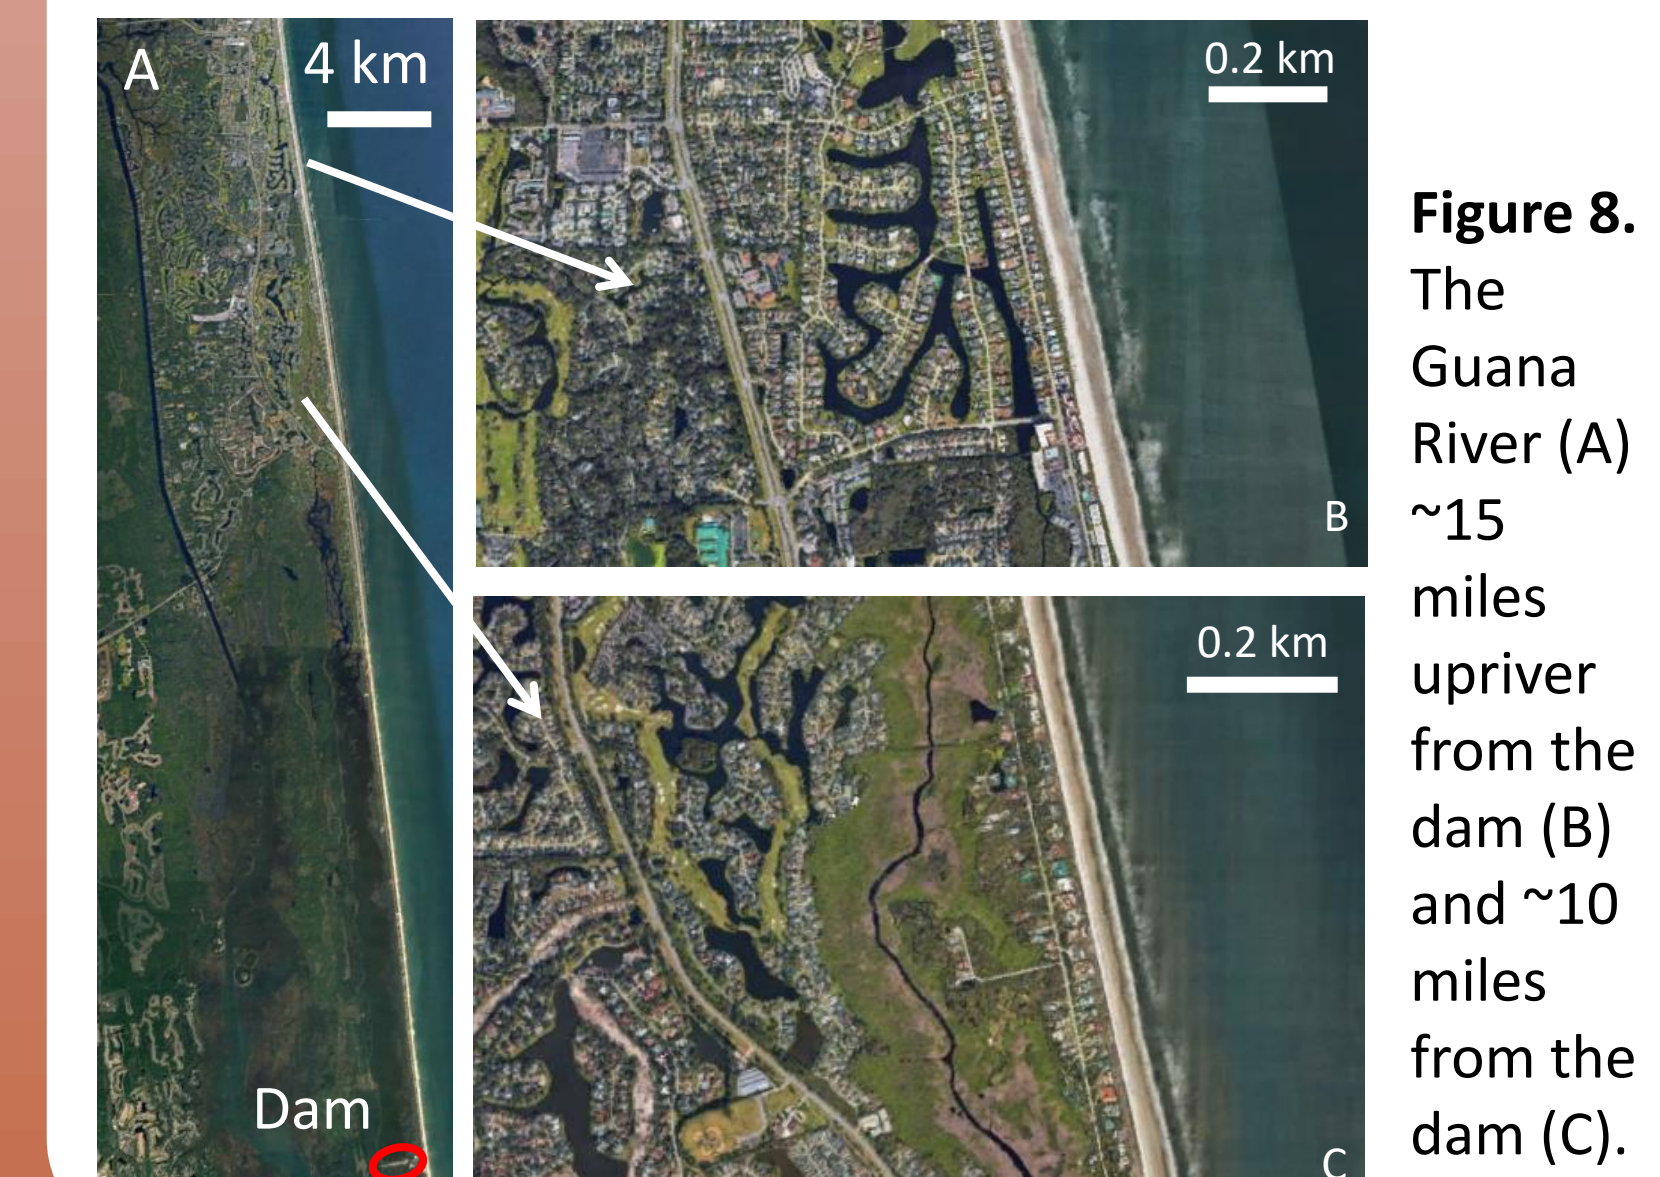 A
4 km
Dam
0.2 km
B
0.2 km
C
Figure 8.
The
Guana
River (A)
~15
miles
upriver
from the
dam (B)
and ~10
miles
from the
dam (C).